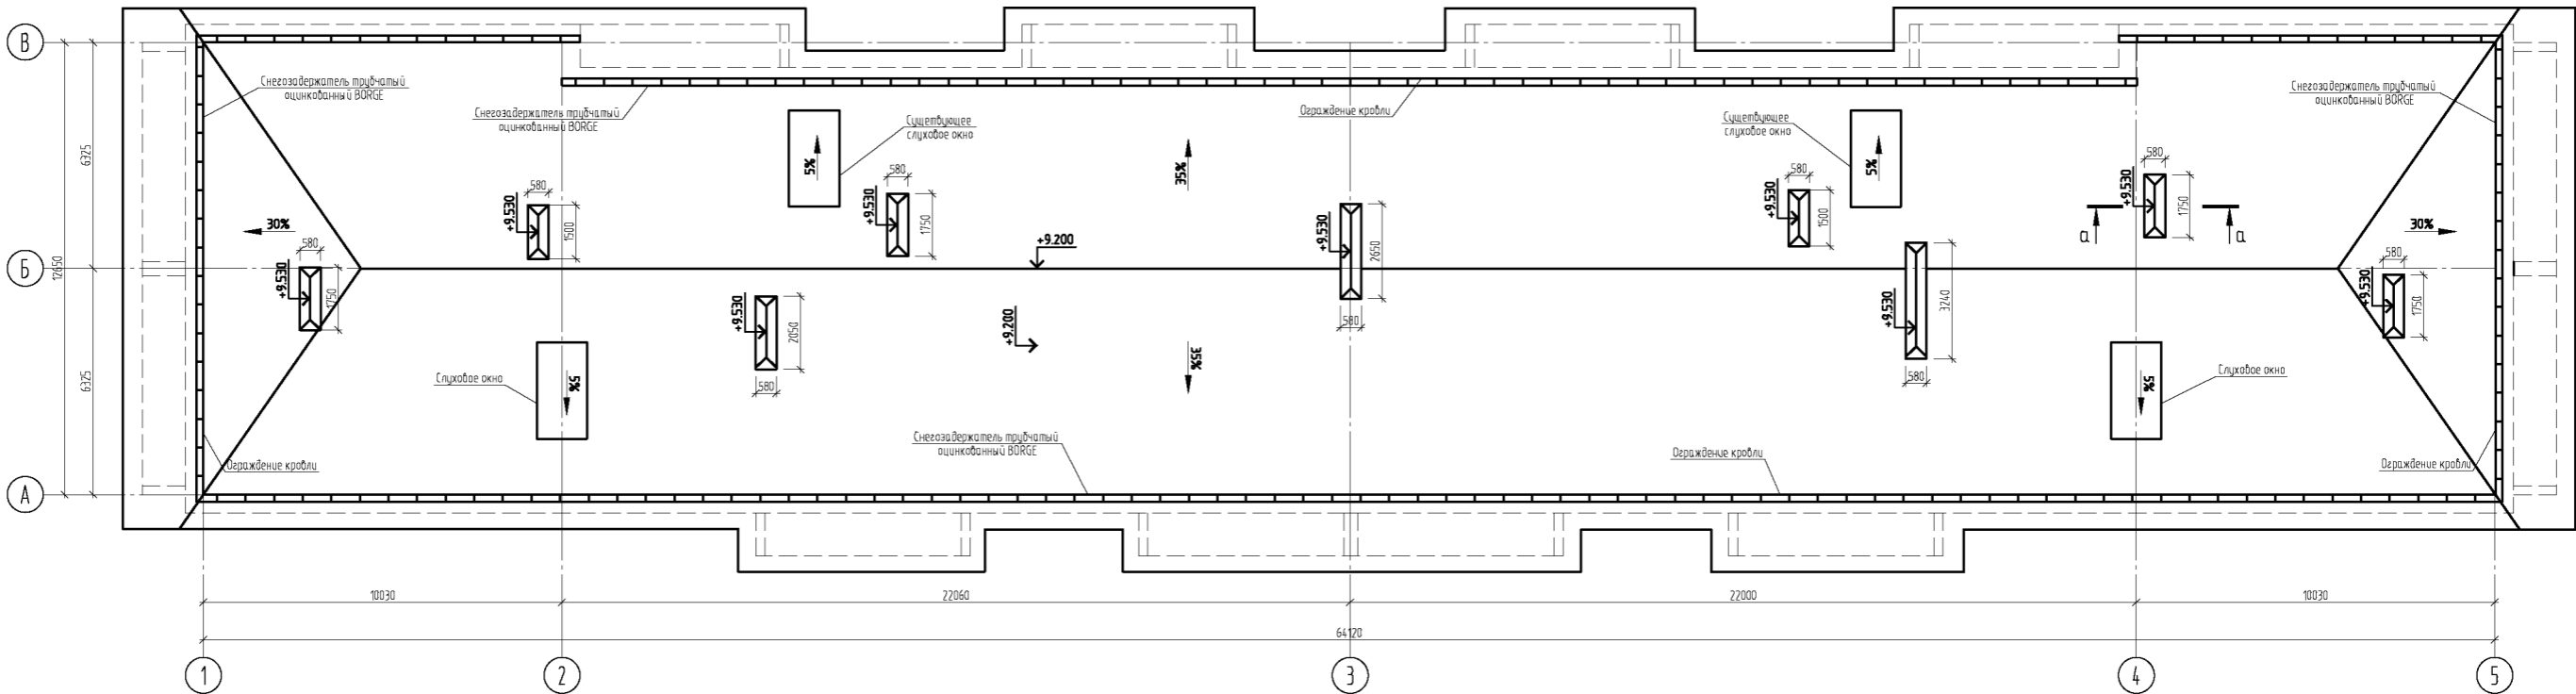 В
Снегозадержатель трубчатый
оцинкованный BORGE
Снегозадержатель трубчатый
оцинкованный BORGE
Существующее
слуховое окно
5%
35%
Ограждение кровли
Существующее
слуховое окно
5%
Снегозадержатель трубчатый
оцинкованный BORGE
6325
12650
6325
580
+9.530
1500
580
+9.530
1750
+9.530
2650
580
580
+9.530
1500
580
+9.530
1750
а
а
30%
30%
Б
580
+9.530
1750
+9.200
+9.200
+9.530
2050
580
+9.530
3240
580
580
+9.530
1750
Слуховое окно
5%
35%
5%
Слуховое окно
Снегозадержатель трубчатый
оцинкованный BORGE
Ограждение кровли
Ограждение кровли
Ограждение кровли
А
10030
22060
22000
10030
64120
1
2
3
4
5